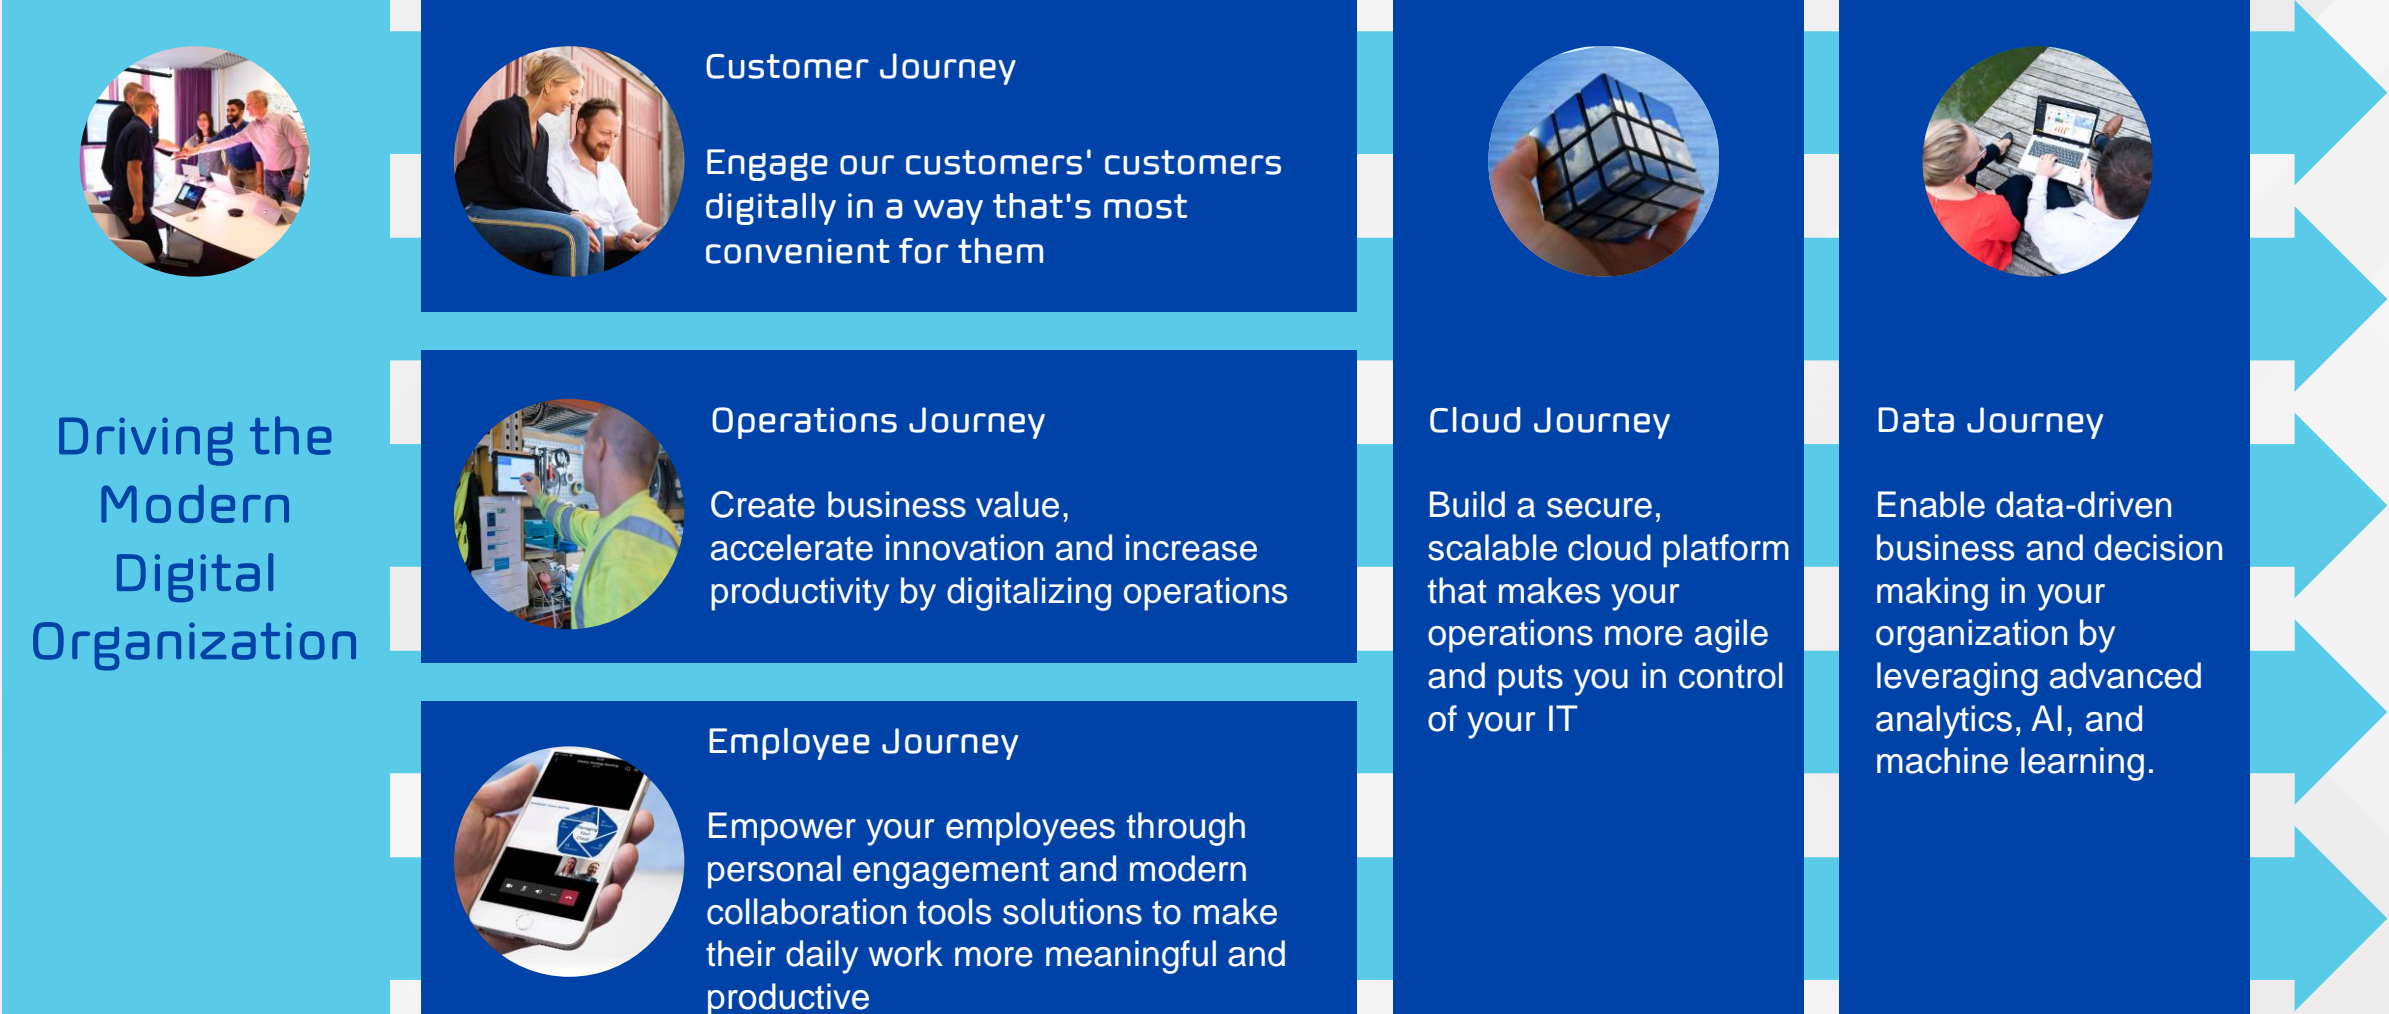 Driving the
Modern
Digital
Organization
Customer Journey
Engage our customers' customers
digitally in a way that's most
convenient for them
Operations Journey
Create business value,
accelerate innovation and increase
productivity by digitalizing operations
Employee Journey
Empower your employees through
personal engagement and modern
collaboration tools solutions to make
their daily work more meaningful and
productive
Cloud Journey
Build a secure,
scalable cloud platform
that makes your
operations more agile
and puts you in control
of your IT
Data Journey
Enable data-driven
business and decision
making in your
organization by
leveraging advanced
analytics, AI, and
machine learning.